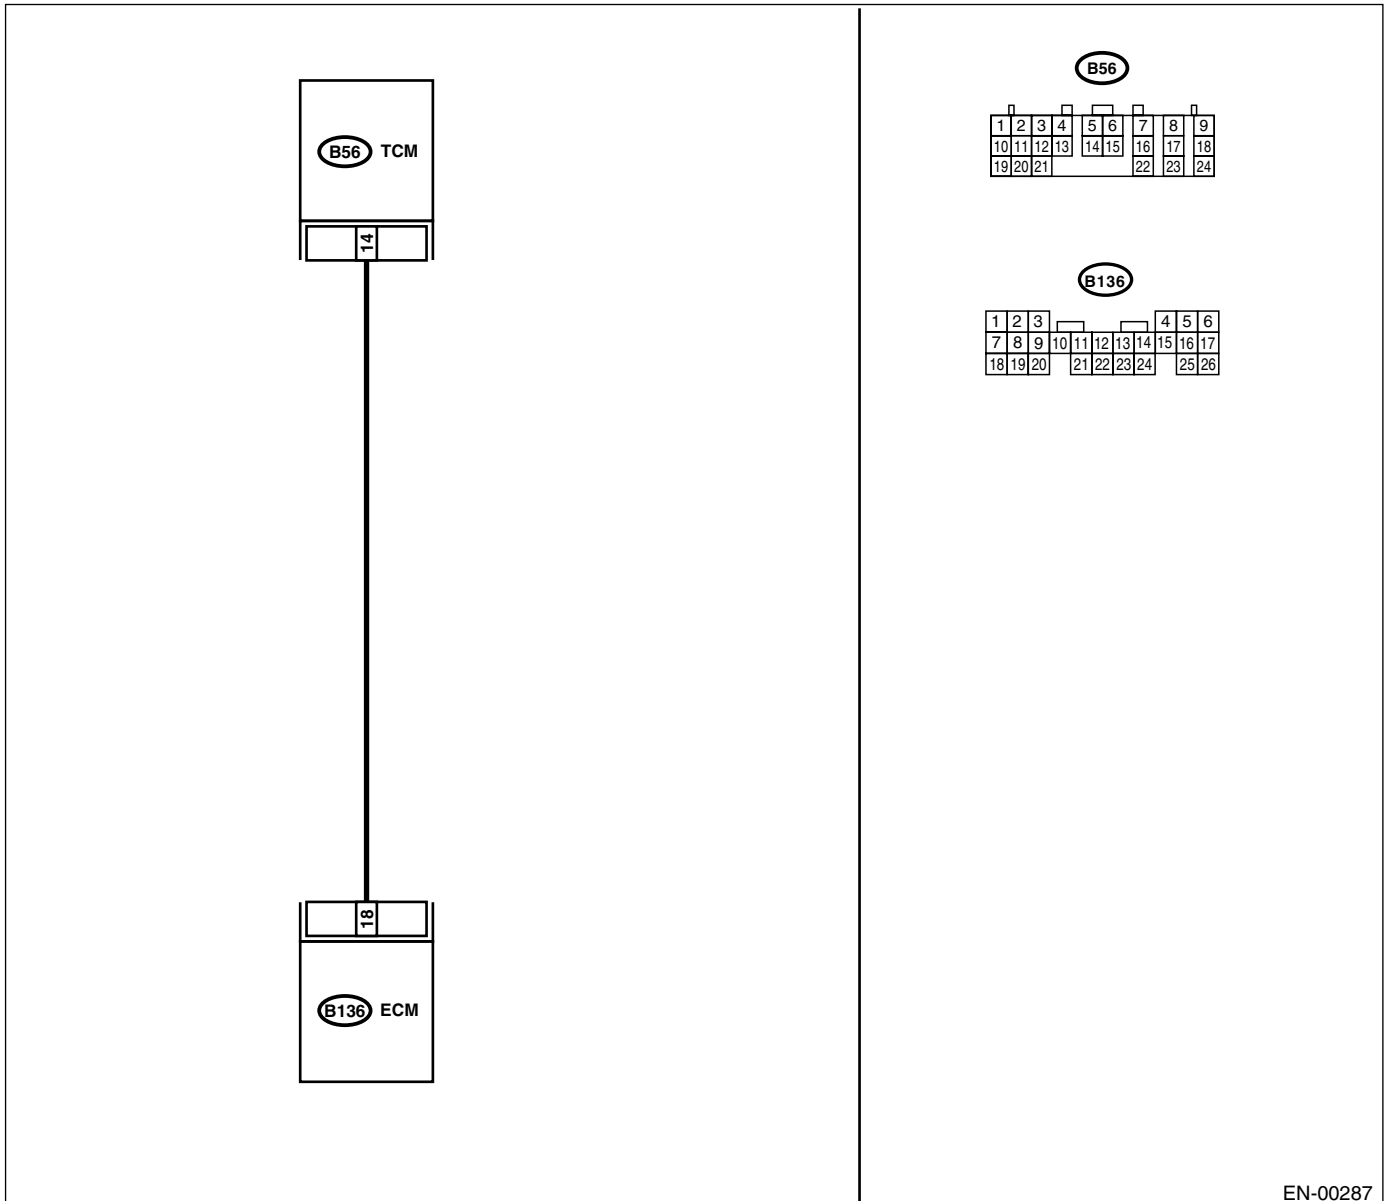 B56 TCM
14
18
B136 ECM
B56
1 2 3 4 5 6 7 8 9
10 11 12 13 14 15 16 17 18
19 20 21 22 23 24
B136
1 2 3 4 5 6
7 8 9 10 11 12 13 14 15 16 17
18 19 20 21 22 23 24 25 26
EN-00287